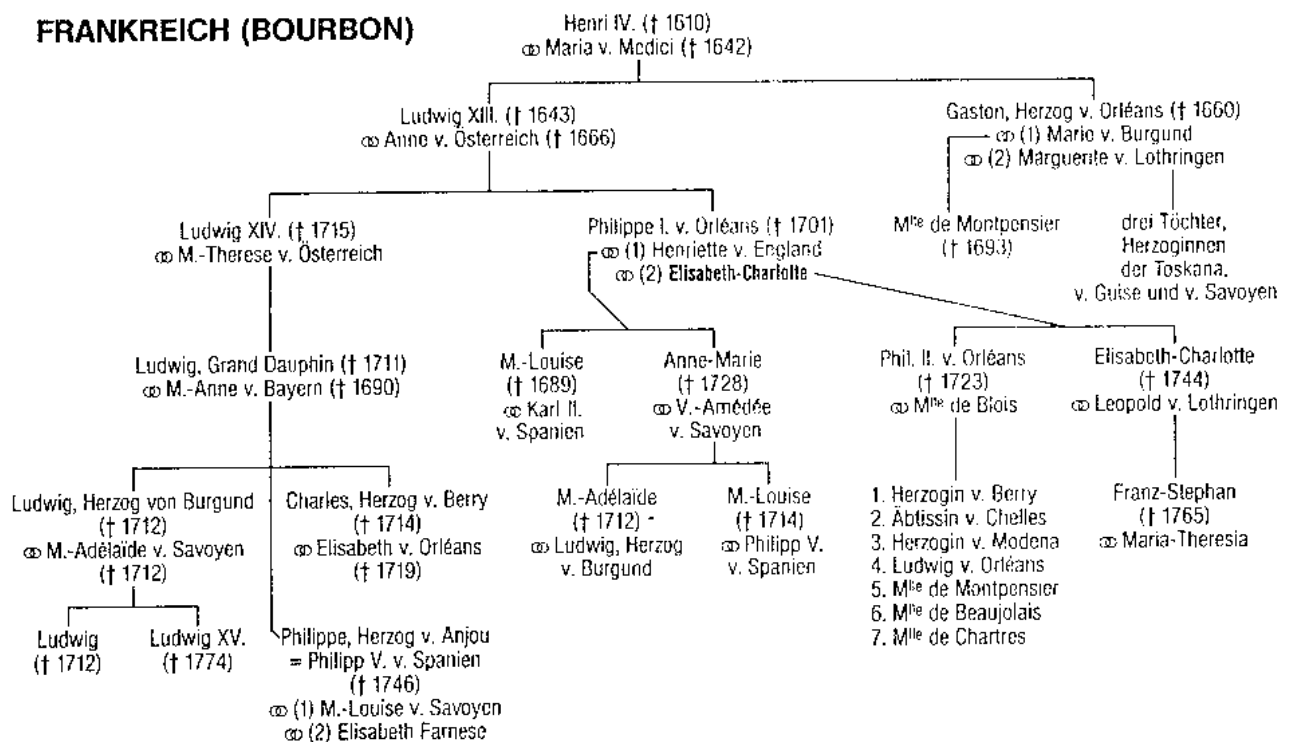 FRANKREICH (BOURBON)
Henri IV. († 1610)
⚭ Maria v. Medici († 1642)
Ludwig XIII. († 1643)
⚭ Anne v. Österreich († 1666)
Gaston, Herzog v. Orléans († 1660)
⚭ (1) Marie v. Burgund
⚭ (2) Marguerite v. Lothringen
Ludwig XIV. († 1715)
⚭ M.-Therese v. Österreich
Philippe I. v. Orléans († 1701)
⚭ (1) Henriette v. England
⚭ (2) Elisabeth-Charlotte
Mlle de Montpensier
(† 1693)
drei Töchter,
Herzoginnen
der Toskana,
v. Guise und v. Savoyen
Ludwig, Grand Dauphin († 1711)
⚭ M.-Anne v. Bayern († 1690)
M.-Louise
(† 1689)
⚭ Karl II.
v. Spanien
Anne-Marie
(† 1728)
⚭ V.-Amédée
v. Savoyen
Phil. II. v. Orléans
(† 1723)
⚭ Mlle de Blois
Elisabeth-Charlotte
(† 1744)
⚭ Leopold v. Lothringen
Ludwig, Herzog von Burgund
(† 1712)
⚭ M.-Adélaïde v. Savoyen
(† 1712)
Charles, Herzog v. Berry
(† 1714)
⚭ Elisabeth v. Orléans
(† 1719)
M.-Adélaïde
(† 1712)
⚭ Ludwig, Herzog
v. Burgund
M.-Louise
(† 1714)
⚭ Philipp V.
v. Spanien
1. Herzogin v. Berry
2. Äbtissin v. Chelles
3. Herzogin v. Modena
4. Ludwig v. Orléans
5. Mlle de Montpensier
6. Mlle de Beaujolais
7. Mlle de Chartres
Franz-Stephan
(† 1765)
⚭ Maria-Theresia
Ludwig
(† 1712)
Ludwig XV.
(† 1774)
Philippe, Herzog v. Anjou
= Philipp V. v. Spanien
(† 1746)
⚭ (1) M.-Louise v. Savoyen
⚭ (2) Elisabeth Farnese